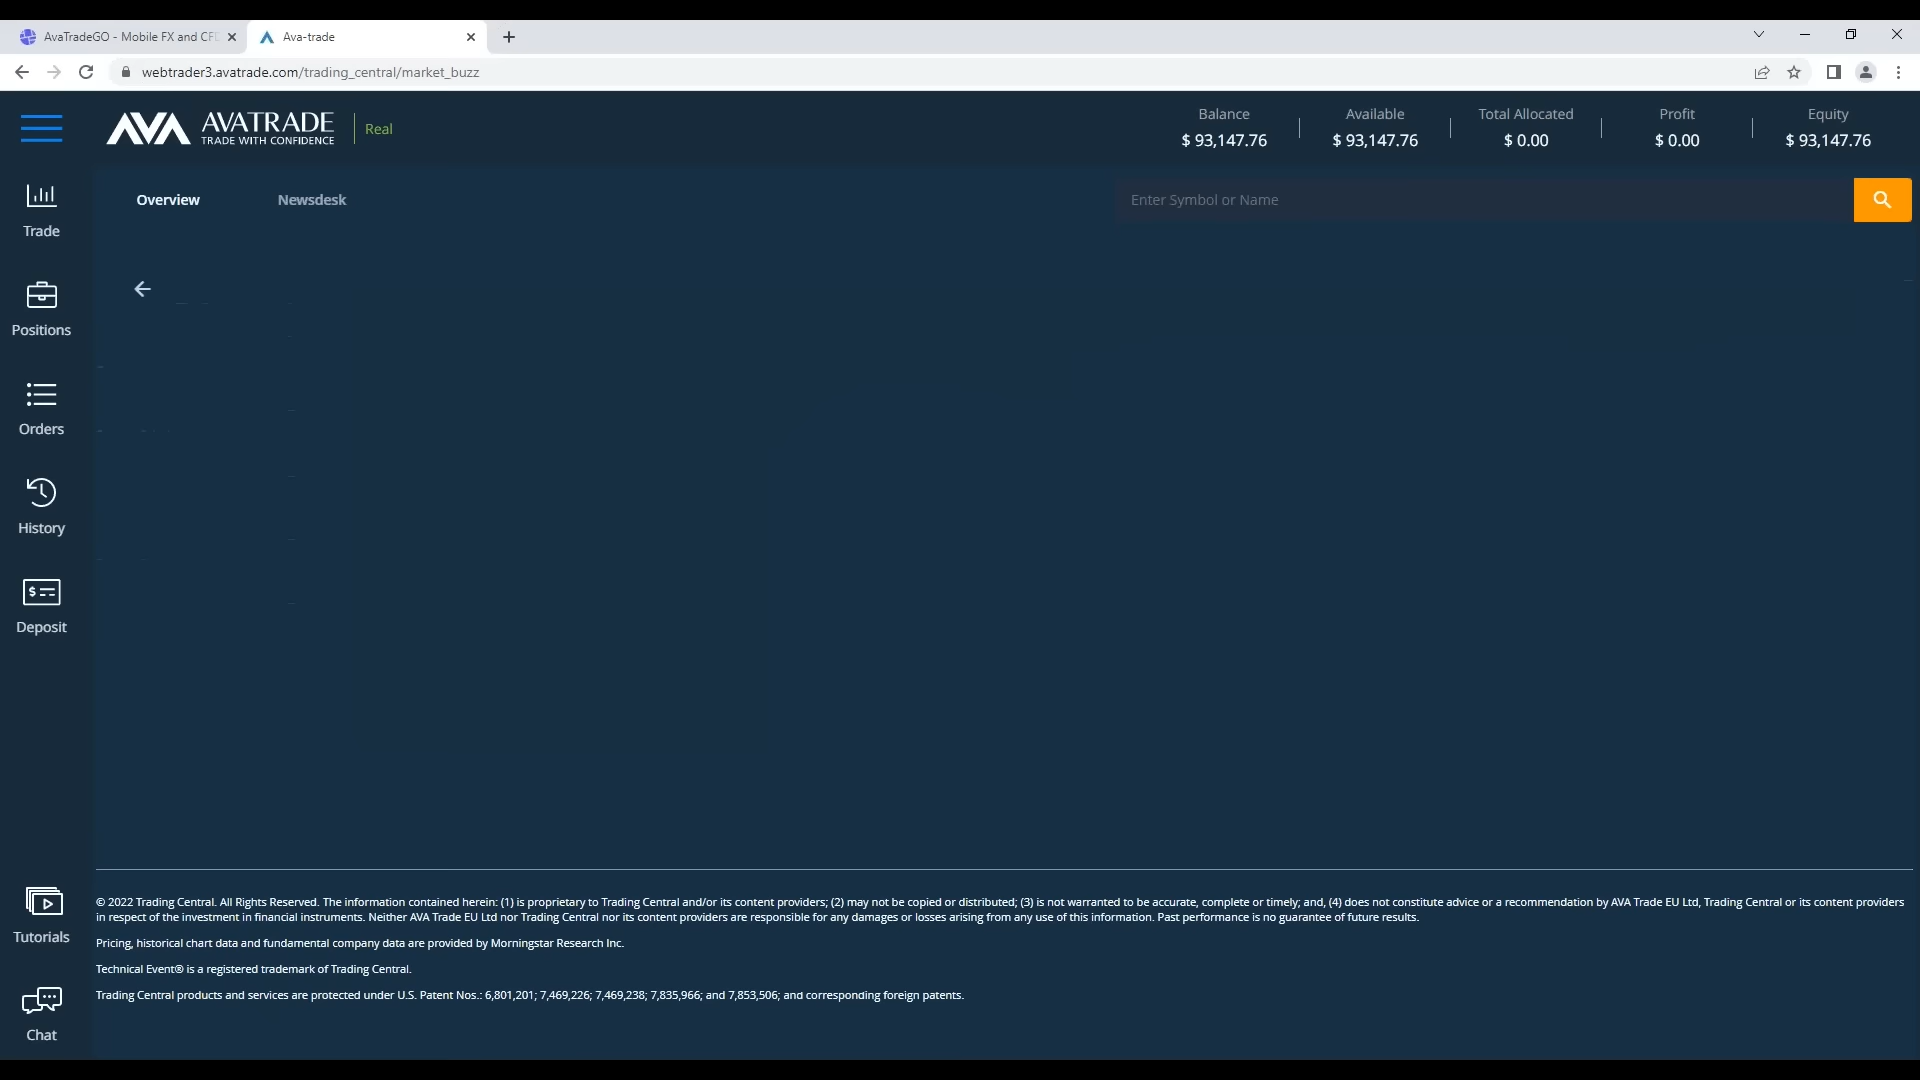 AvaTradeGO - Mobile FX and CFD
Ava-trade
webtrader3.avatrade.com/trading_central/market_buzz
AVA AVATRADE
TRADE WITH CONFIDENCE
Real
Balance
$ 93,147.76
Available
$ 93,147.76
Total Allocated
$ 0.00
Profit
$ 0.00
Equity
$ 93,147.76
Overview
Newsdesk
Enter Symbol or Name
Trade
Positions
Orders
History
Deposit
Tutorials
Chat
© 2022 Trading Central. All Rights Reserved. The information contained herein: (1) is proprietary to Trading Central and/or its content providers; (2) may not be copied or distributed; (3) is not warranted to be accurate, complete or timely; and, (4) does not constitute advice or a recommendation by AVA Trade EU Ltd, Trading Central or its content providers
in respect of the investment in financial instruments. Neither AVA Trade EU Ltd nor Trading Central nor its content providers are responsible for any damages or losses arising from any use of this information. Past performance is no guarantee of future results.
Pricing, historical chart data and fundamental company data are provided by Morningstar Research Inc.
Technical Event® is a registered trademark of Trading Central.
Trading Central products and services are protected under U.S. Patent Nos.: 6,801,201; 7,469,226; 7,469,238; 7,835,966; and 7,853,506; and corresponding foreign patents.